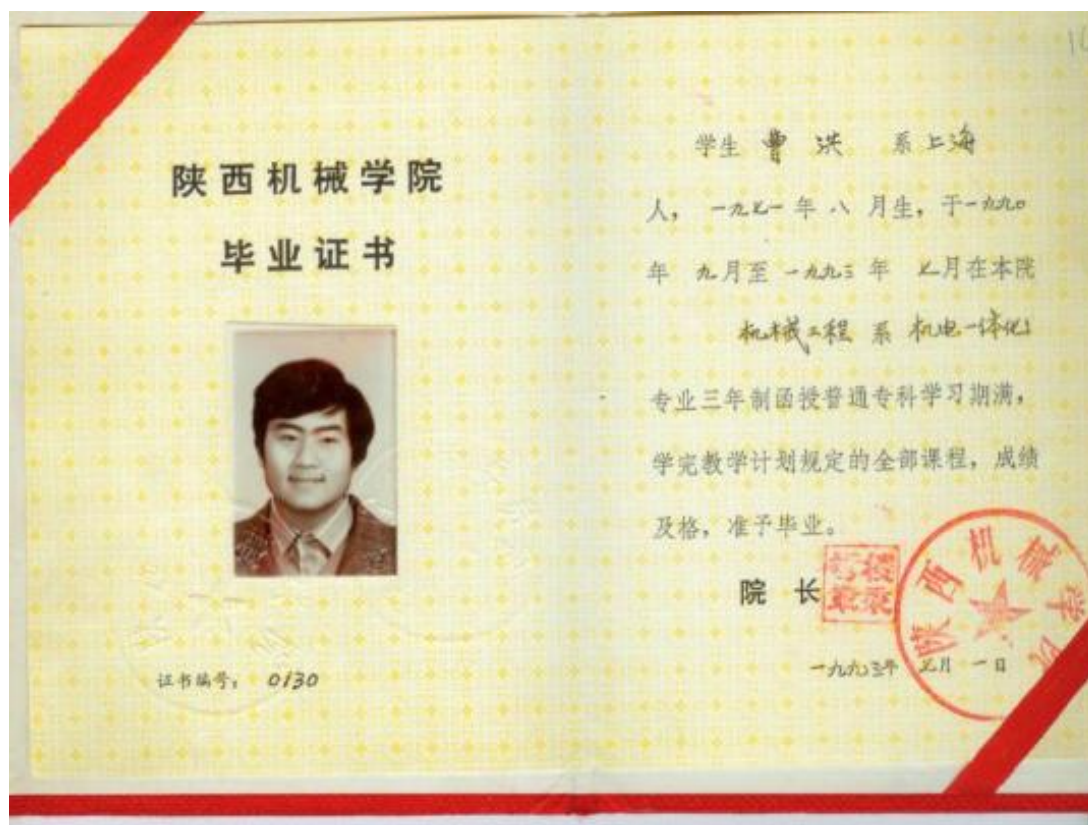 陕西机械学院
毕业证书
证书编号：0130
学生 曹洪 系上海
人，一九七一年八月生，于一九九〇
年九月至一九九三年七月在本院
机械工程系机电一体化
专业三年制函授普通专科学习期满，
学完教学计划规定的全部课程，成绩
及格，准予毕业。
院长
陕西机械学院
一九九三年七月一日